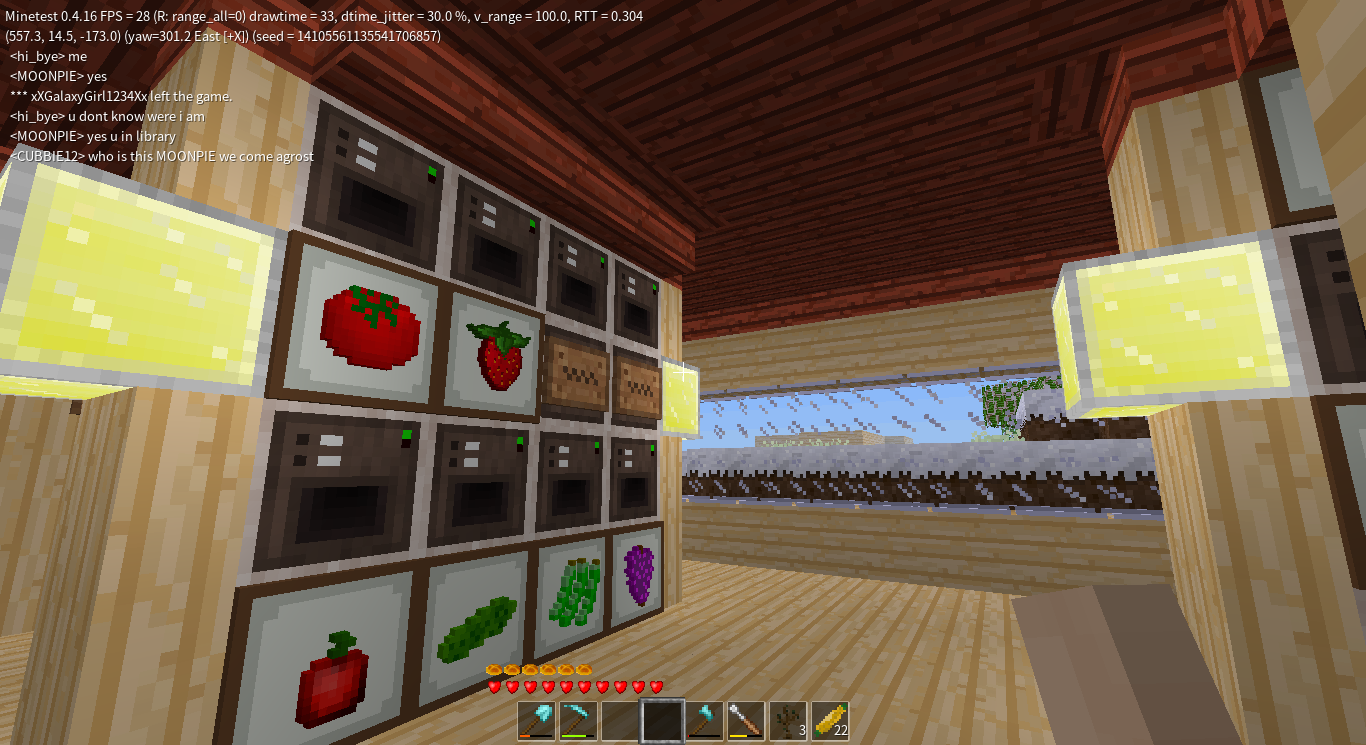 Minetest 0.4.16 FPS = 28 (R: range_all=0) drawtime = 33, dtime_jitter = 30.0 %, v_range = 100.0, RTT = 0.304
(557.3, 14.5, -173.0) (yaw=301.2 East [+X]) (seed = 14105561135541706857)
<hi_bye> me
<MOONPIE> yes
*** xXGalaxyGirl1234Xx left the game.
<hi_bye> u dont know were i am
<MOONPIE> yes u in library
<CUBBIE12> who is this MOONPIE we come agrost
3
22